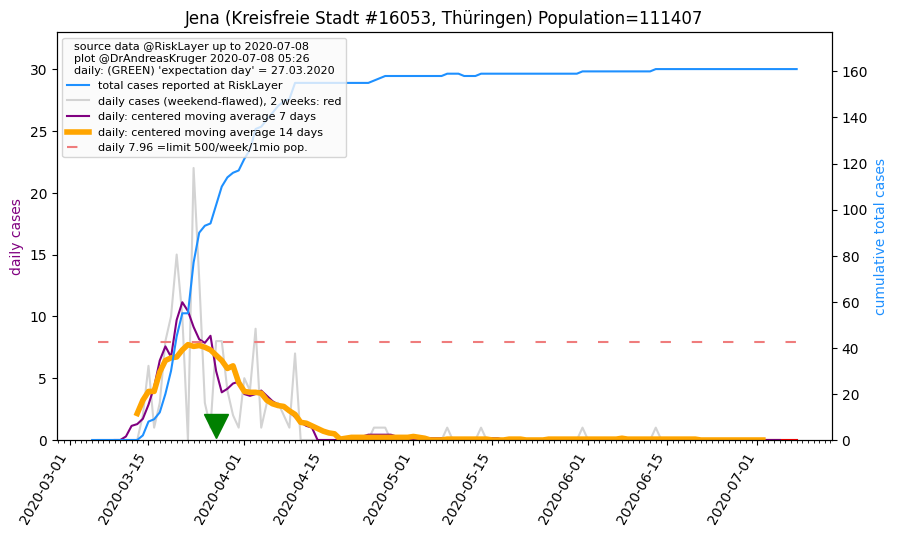 Jena (Kreisfreie Stadt #16053, Thüringen) Population=111407
source data @RiskLayer up to 2020-07-08
plot @DrAndreasKruger 2020-07-08 05:26
daily: (GREEN) 'expectation day' = 27.03.2020
total cases reported at RiskLayer
daily cases (weekend-flawed), 2 weeks: red
daily: centered moving average 7 days
daily: centered moving average 14 days
daily 7.96 =limit 500/week/1mio pop.
daily cases
30
25
20
15
10
5
0
cumulative total cases
160
140
120
100
80
60
40
20
0
2020-03-01
2020-03-15
2020-04-01
2020-04-15
2020-05-01
2020-05-15
2020-06-01
2020-06-15
2020-07-01